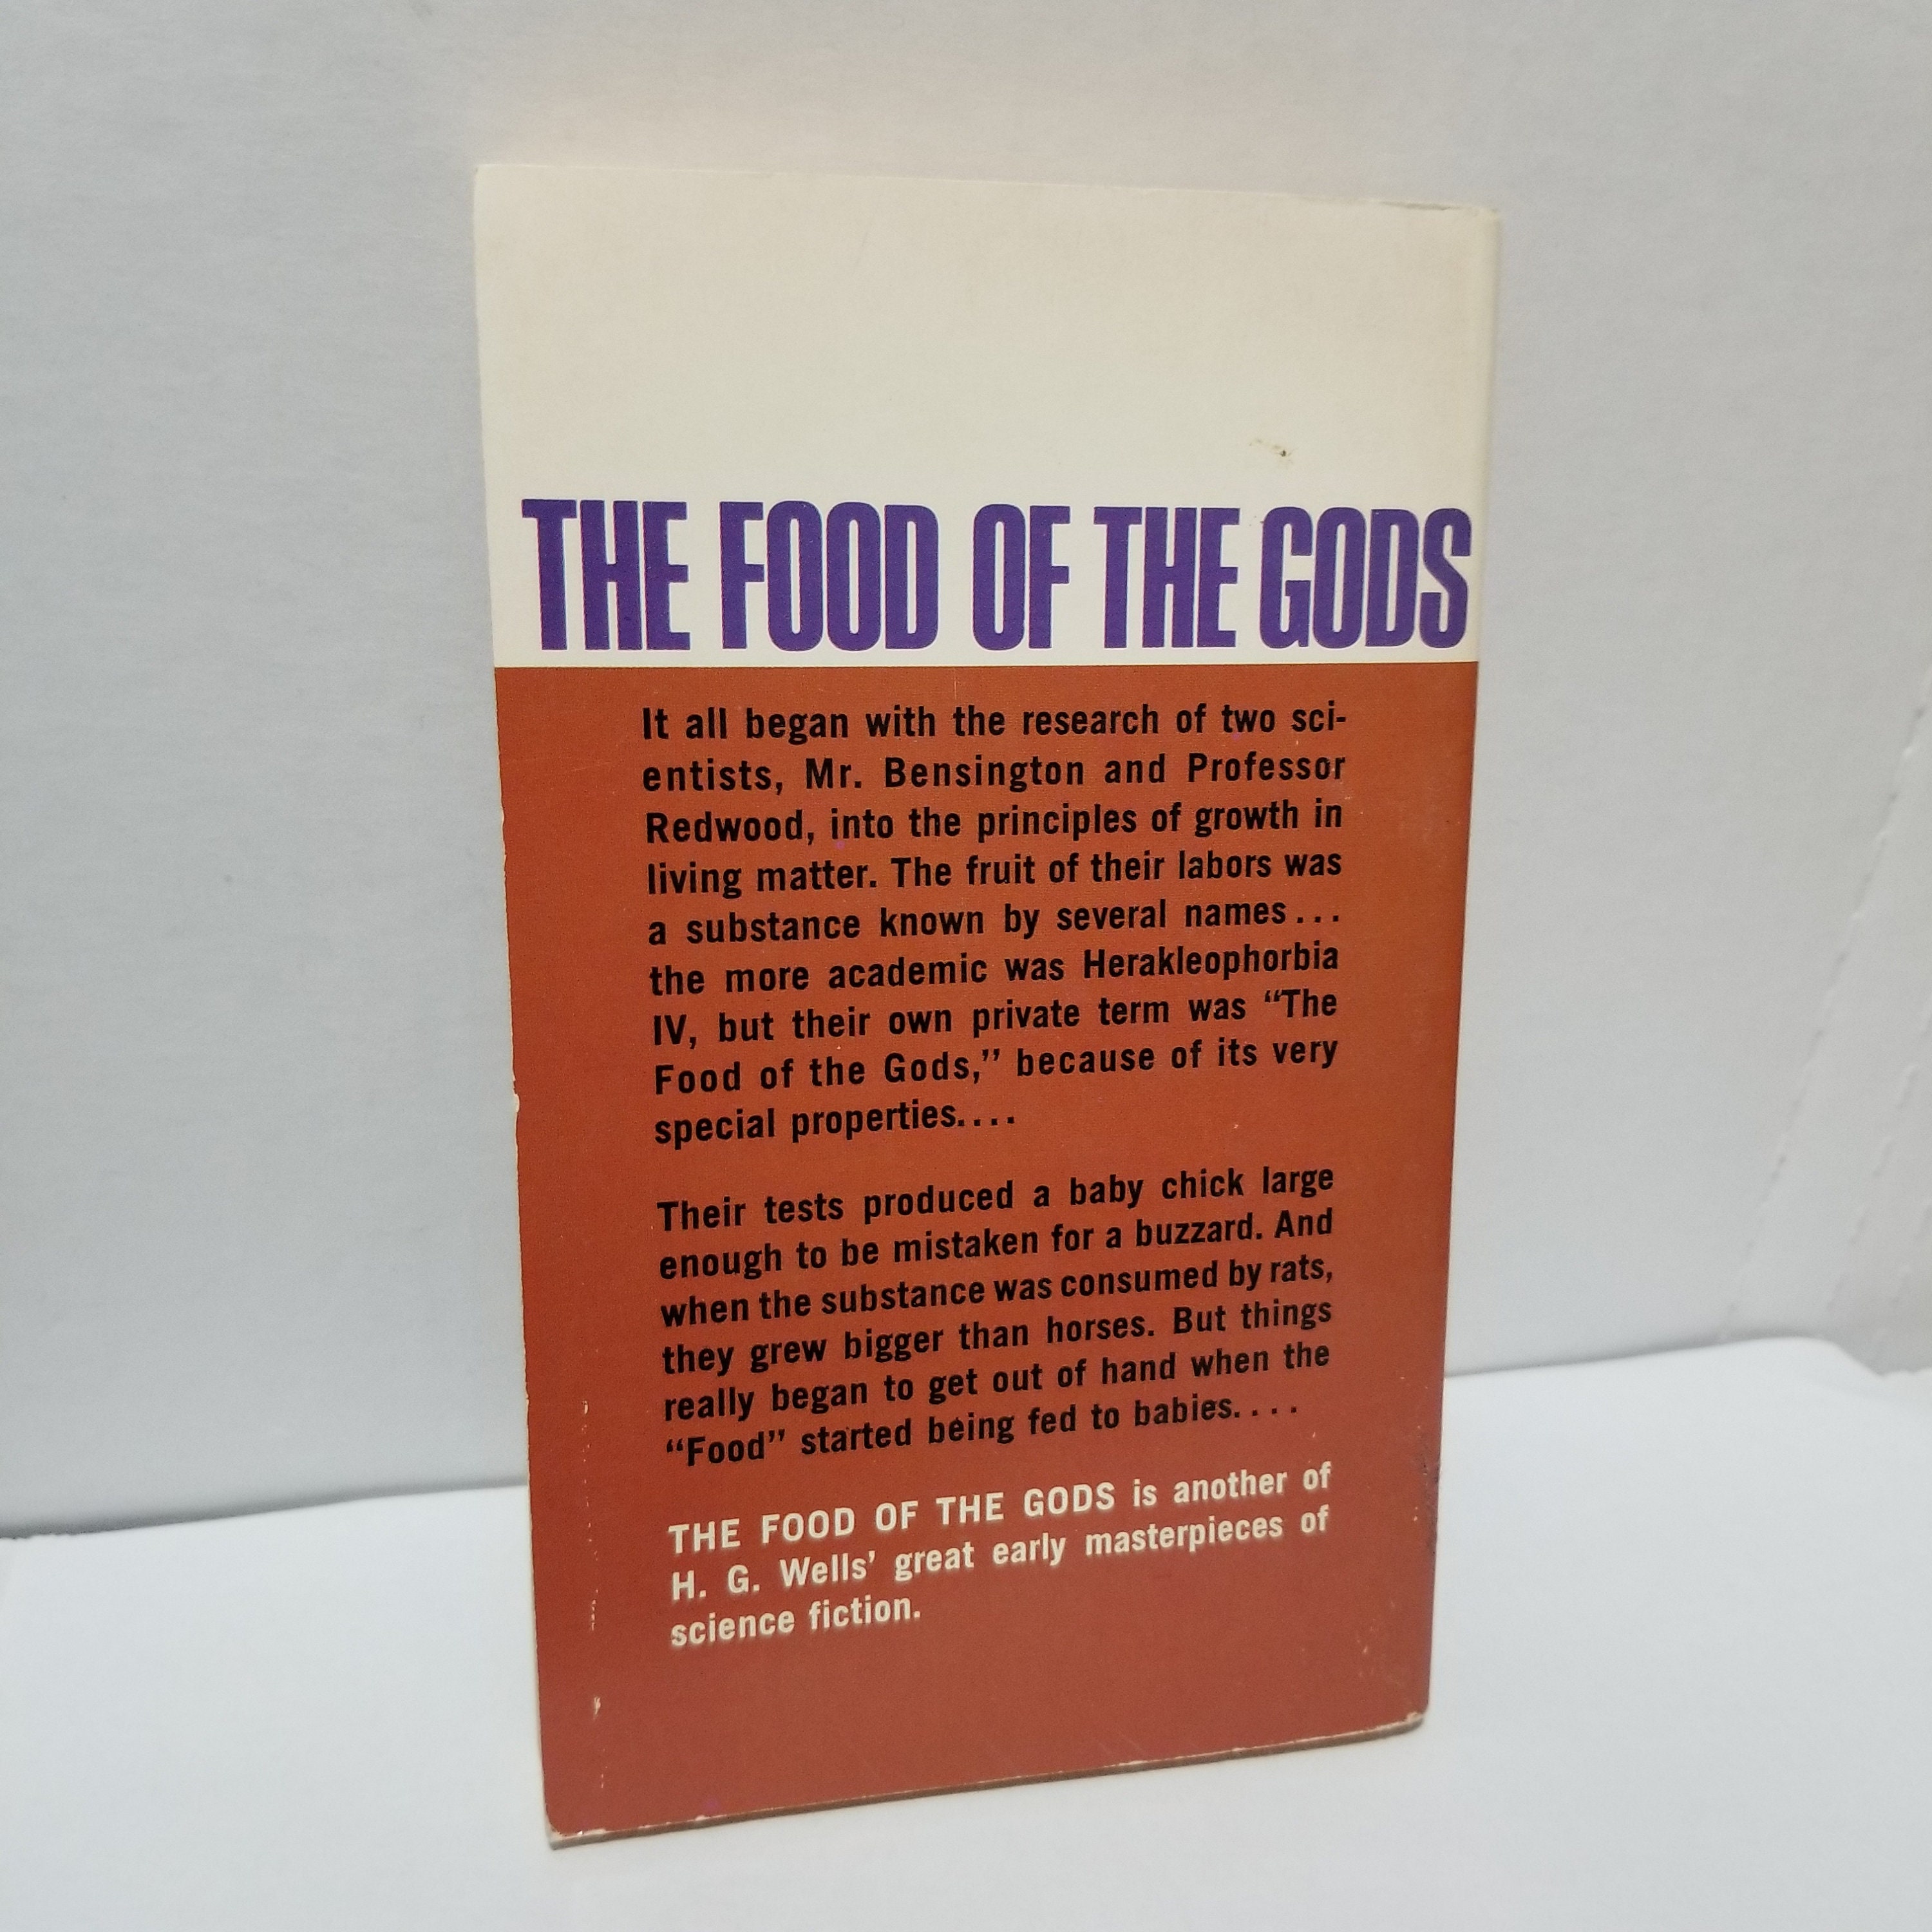 THE FOOD OF THE GODS
It all began with the research of two sci-
entists, Mr. Bensington and Professor
Redwood, into the principles of growth in
living matter. The fruit of their labors was
a substance known by several names...
the more academic was Herakleophorbia
IV, but their own private term was “The
Food of the Gods,” because of its very
special properties....
Their tests produced a baby chick large
enough to be mistaken for a buzzard. And
when the substance was consumed by rats,
they grew bigger than horses. But things
really began to get out of hand when the
“Food” started being fed to babies....
THE FOOD OF THE GODS is another of
H. G. Wells’ great early masterpieces of
science fiction.